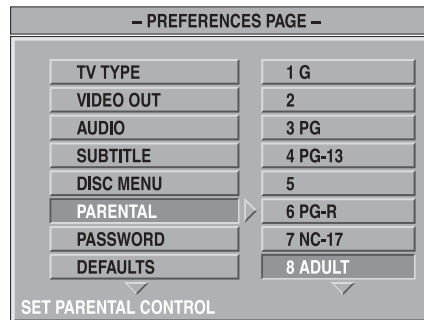 – PREFERENCES PAGE –
TV TYPE
VIDEO OUT
AUDIO
SUBTITLE
DISC MENU
PARENTAL
PASSWORD
DEFAULTS
1 G
2
3 PG
4 PG-13
5
6 PG-R
7 NC-17
8 ADULT
SET PARENTAL CONTROL